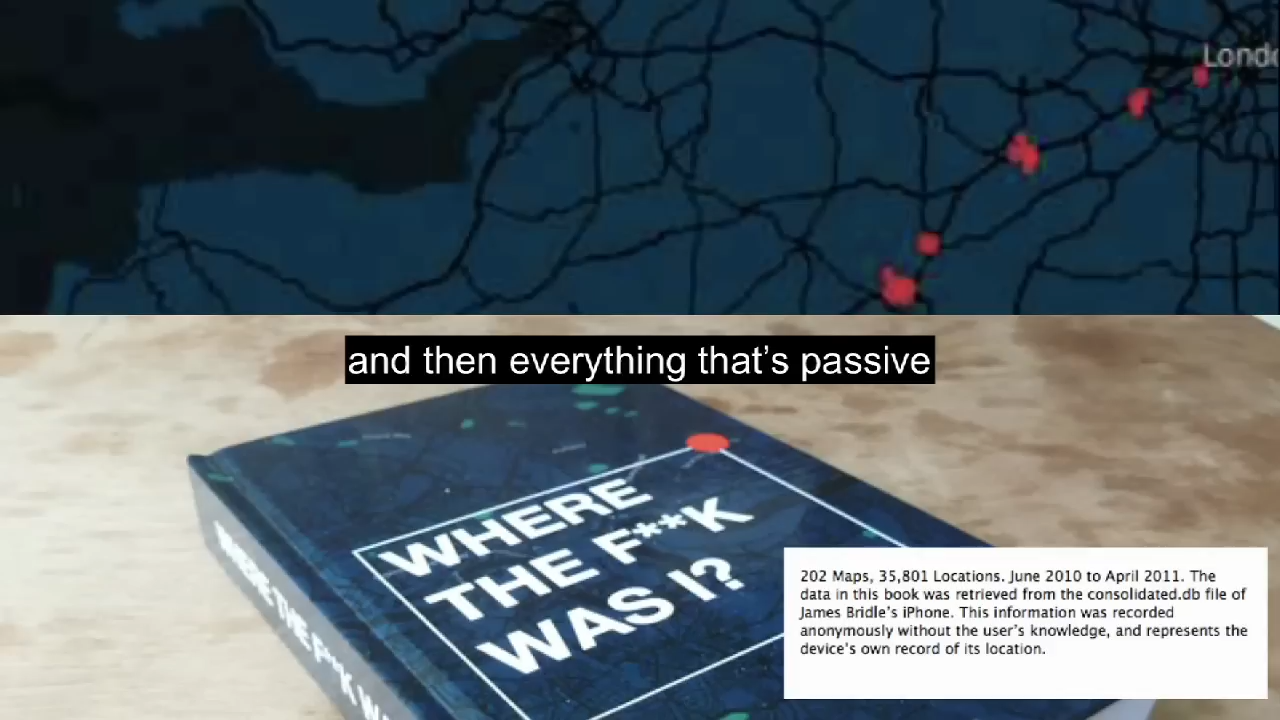 and then everything that's passive
WHERE
THE F**K
WAS I?
WHERE THE F**K
202 Maps, 35,801 Locations. June 2010 to April 2011. The
data in this book was retrieved from the consolidated.db file of
James Bridle's iPhone. This information was recorded
anonymously without the user's knowledge, and represents the
device's own record of its location.